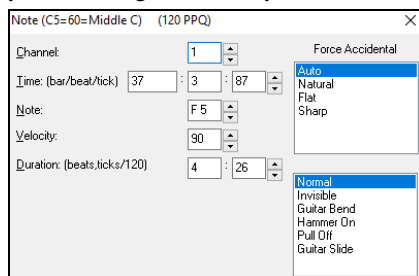 Note (C5=60=Middle C) (120 PPQ)
Channel: 1
Force Accidental
Time: (bar/beat/tick) 37 : 3 : 87
Auto
Natural
Flat
Sharp
Note: F 5
Velocity: 90
Duration: (beats,ticks/120) 4 : 26
Normal
Invisible
Guitar Bend
Hammer On
Pull Off
Guitar Slide